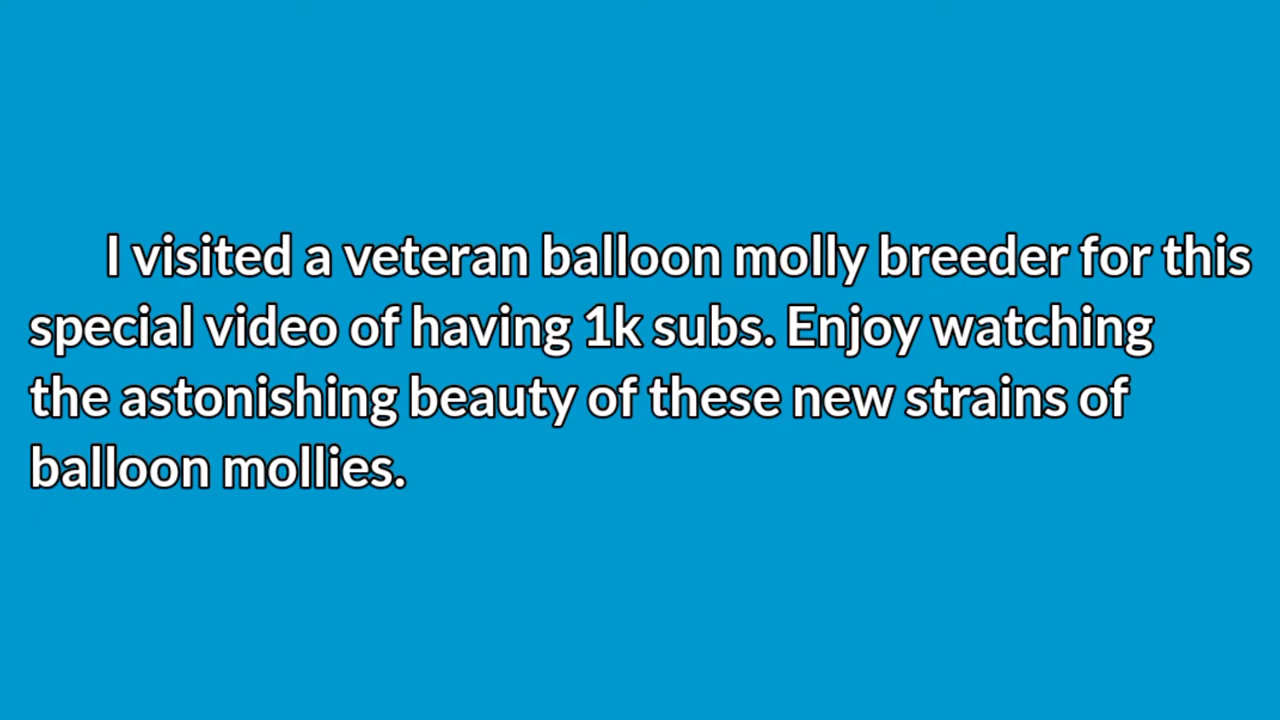 I visited a veteran balloon molly breeder for this
special video of having 1k subs. Enjoy watching
the astonishing beauty of these new strains of
balloon mollies.